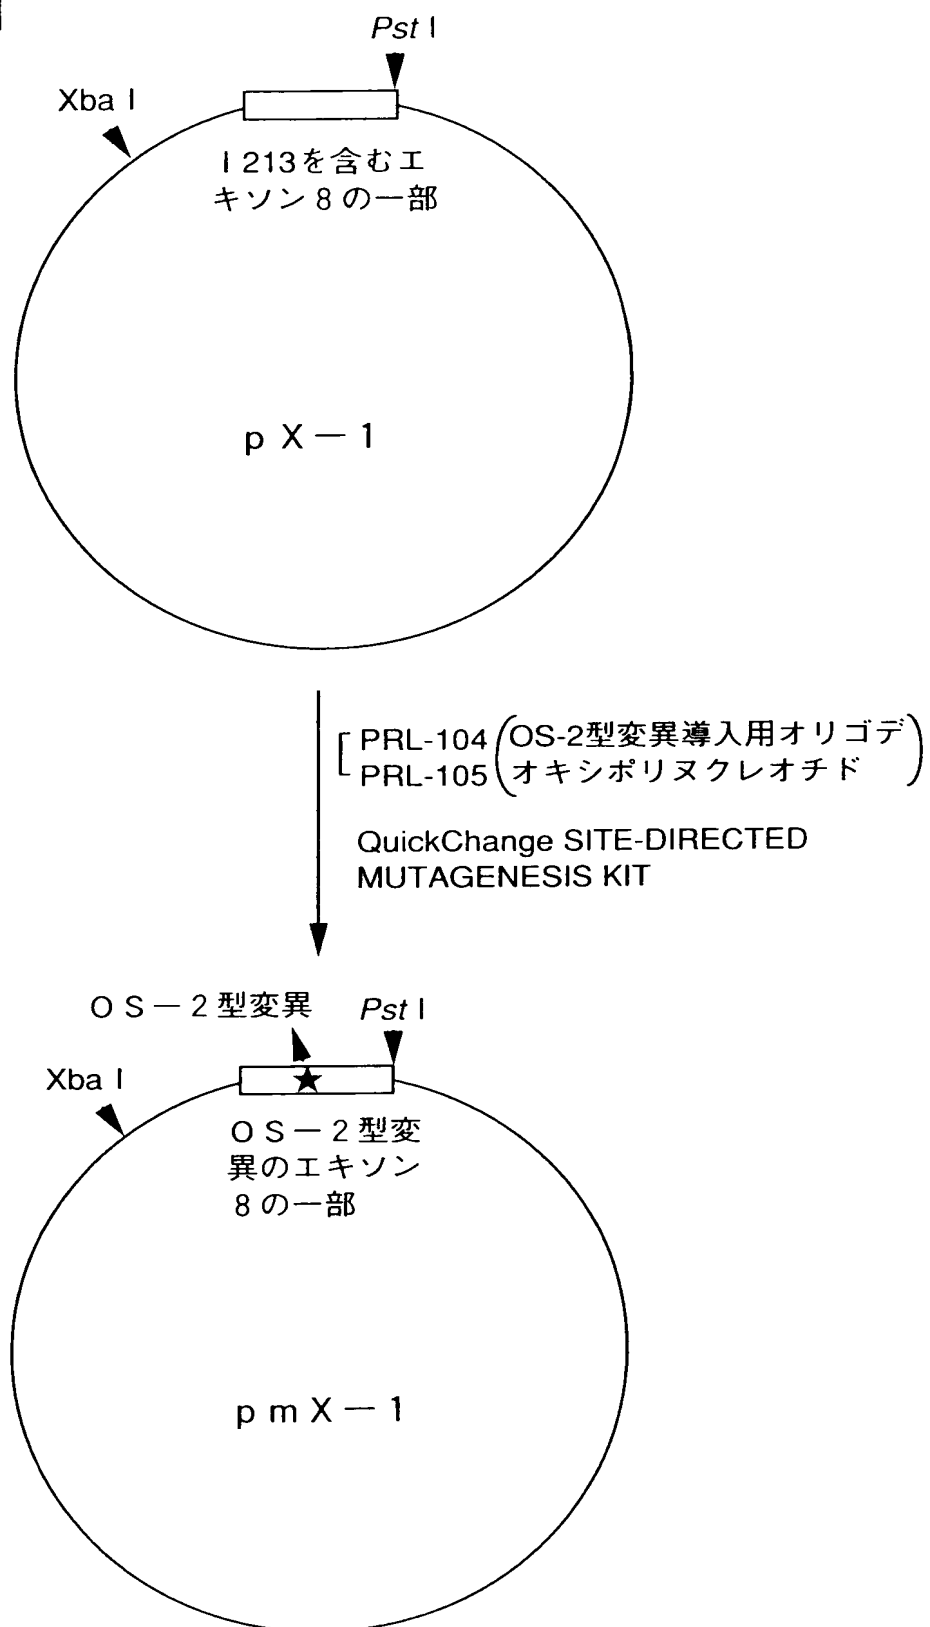 Pst I
Xba I
I 213を含むエ
キソン 8 の一部
p X — 1
PRL-104 (OS-2型変異導入用オリゴデ
PRL-105 オキシポリヌクレオチド)
QuickChange SITE-DIRECTED
MUTAGENESIS KIT
O S — 2 型変異
Pst I
Xba I
O S — 2 型変
異のエキソン
8 の一部
p m X — 1